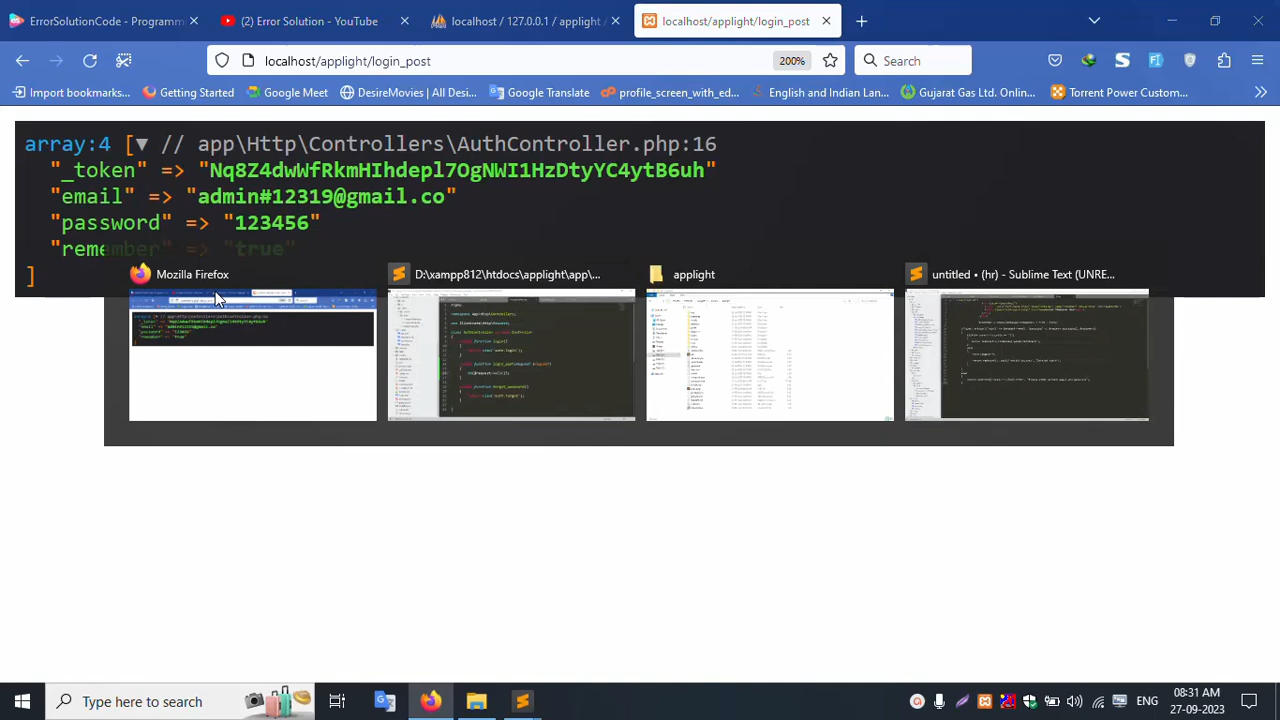 ErrorSolutionCode - Programm
(2) Error Solution - YouTube
localhost / 127.0.0.1 / applight /
localhost/applight/login_post
localhost/applight/login_post
200%
Search
Import bookmarks...
Getting Started
Google Meet
DesireMovies | All Desi...
Google Translate
profile_screen_with_ed...
English and Indian Lan...
Gujarat Gas Ltd. Onlin...
Torrent Power Custom...
array:4 [▼ // app\Http\Controllers\AuthController.php:16
"_token" => "Nq8Z4dwWfRkmHIhdepl7OgNWI1HzDtyYC4ytB6uh"
"email" => "admin#12319@gmail.co"
"password" => "123456"
"remember" => "true"
]
Mozilla Firefox
D:\xampp812\htdocs\applight\app\...
applight
untitled • (hr) - Sublime Text (UNRE...
Type here to search
ENG
08:31 AM
27-09-2023